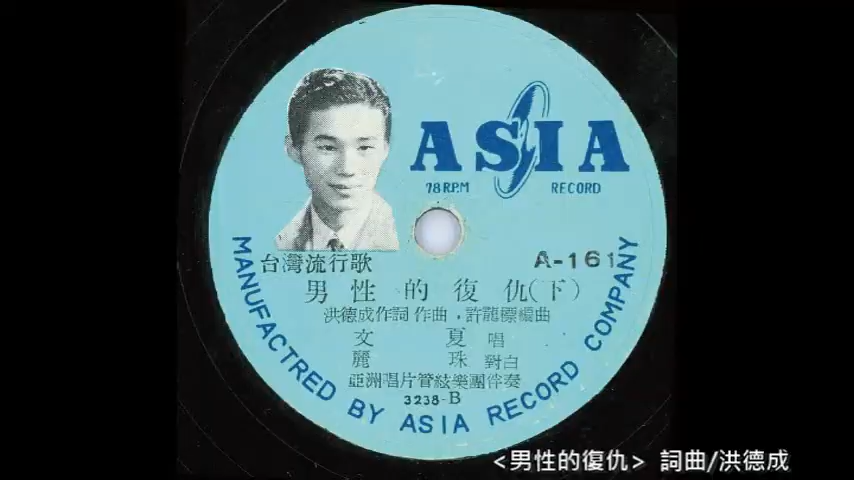 ASIA
78 R.P.M RECORD
台灣流行歌 A-161
男性的復仇(下)
洪德成作詞作曲，許龍標編曲
文夏 唱
麗珠 對白
亞洲唱片管絃樂團伴奏
3238-B
MANUFACTRED BY ASIA RECORD COMPANY
<男性的復仇> 詞曲/洪德成